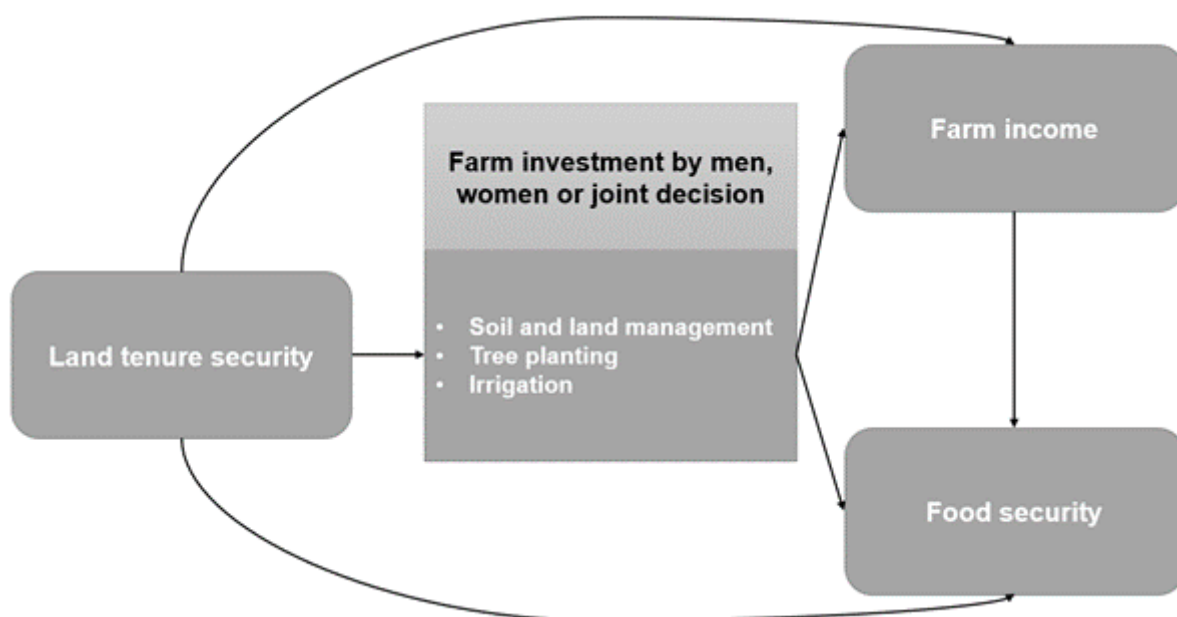 Farm income
Farm investment by men,
women or joint decision
Land tenure security
• Soil and land management
• Tree planting
• Irrigation
Food security